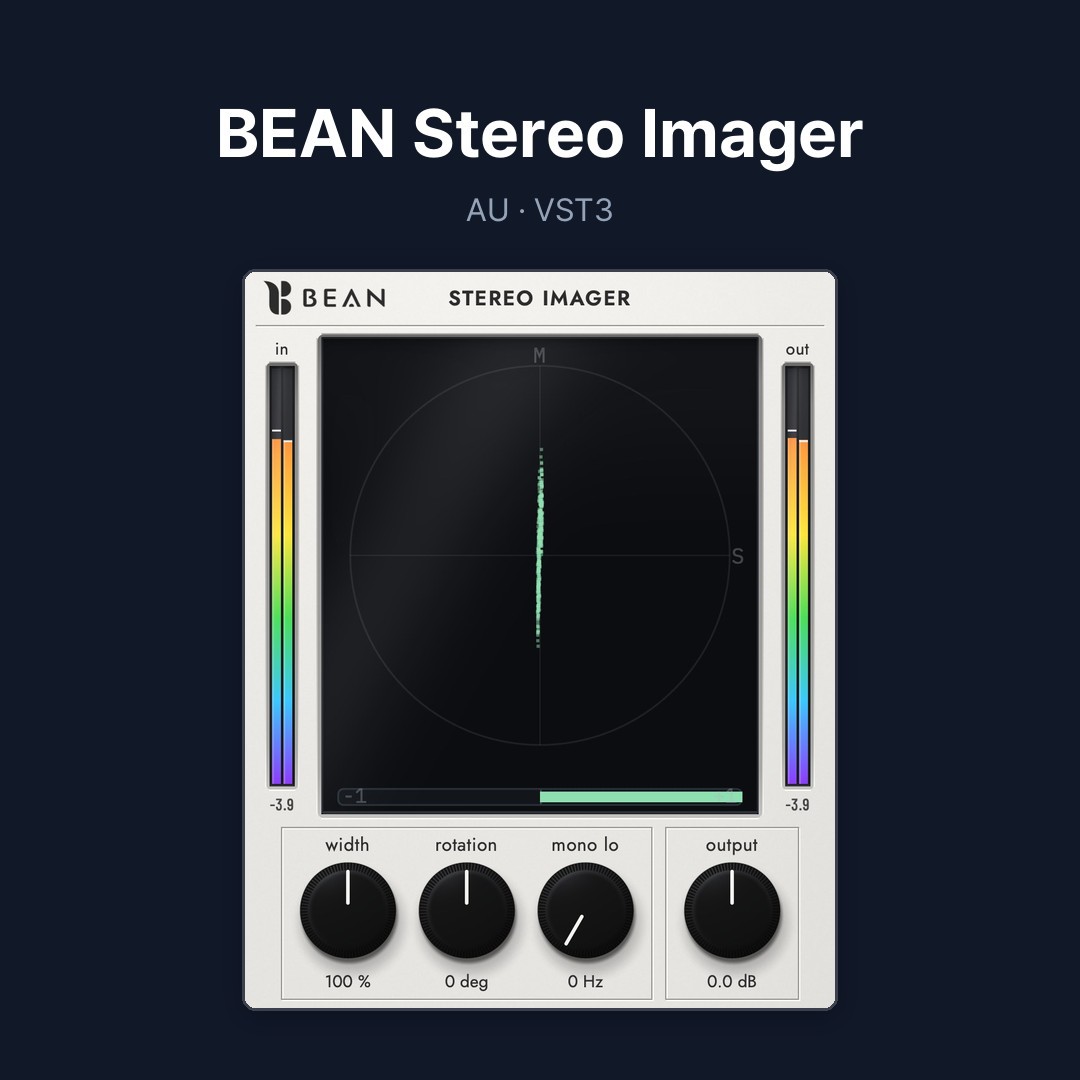 BEAN Stereo Imager
AU · VST3
BEAN STEREO IMAGER
in out
M
S
-1
-3.9 -3.9
width rotation mono lo output
100 % 0 deg 0 Hz 0.0 dB